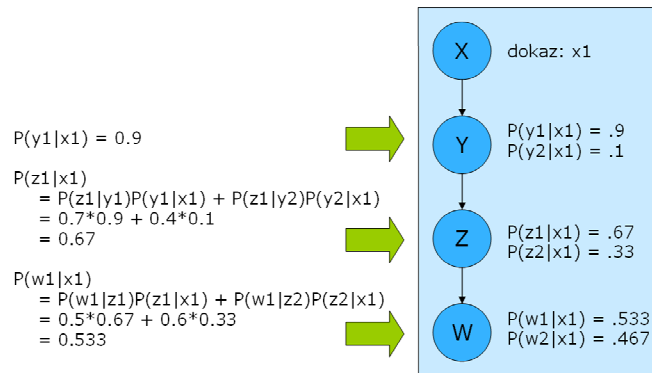 P(y1|x1) = 0.9
P(z1|x1)
= P(z1|y1)P(y1|x1) + P(z1|y2)P(y2|x1)
= 0.7*0.9 + 0.4*0.1
= 0.67
P(w1|x1)
= P(w1|z1)P(z1|x1) + P(w1|z2)P(z2|x1)
= 0.5*0.67 + 0.6*0.33
= 0.533
X
dokaz: x1
Y
P(y1|x1) = .9
P(y2|x1) = .1
Z
P(z1|x1) = .67
P(z2|x1) = .33
W
P(w1|x1) = .533
P(w2|x1) = .467